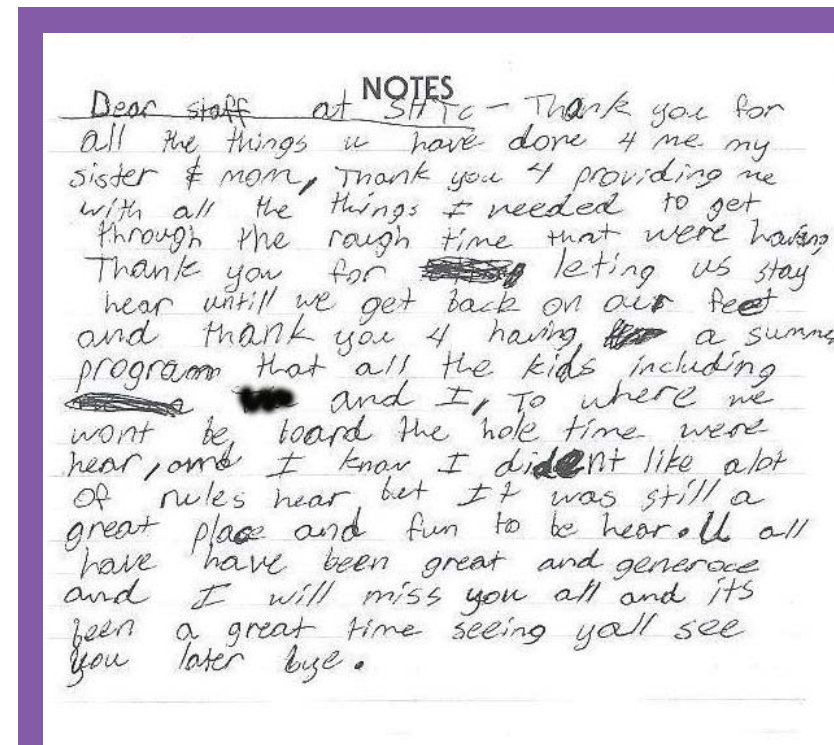 NOTES
Dear staff at SHTC - Thank you for
all the things u have done 4 me my
sister & mom, Thank you 4 providing me
with all the things I needed to get
through the rough time that were having
Thank you for leting us stay
hear untill we get back on our feet
and thank you 4 having a summe
program that all the kids including
and I, To where we
wont be board the hole time were
hear, and I know I dident like alot
of rules hear but It was still a
great place and fun to be hear. U all
have have been great and generoce
and I will miss you all and its
been a great time seeing yall see
you later bye.